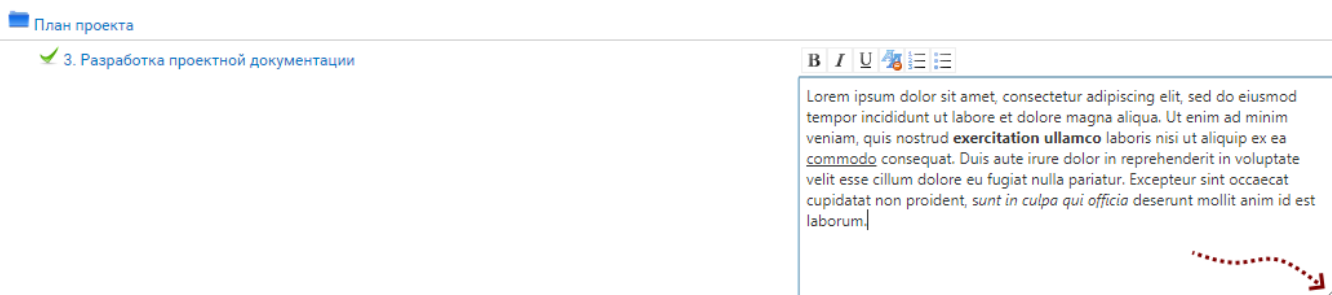 План проекта
3. Разработка проектной документации
B I U
Lorem ipsum dolor sit amet, consectetur adipiscing elit, sed do eiusmod
tempor incididunt ut labore et dolore magna aliqua. Ut enim ad minim
veniam, quis nostrud exercitation ullamco laboris nisi ut aliquip ex ea
commodo consequat. Duis aute irure dolor in reprehenderit in voluptate
velit esse cillum dolore eu fugiat nulla pariatur. Excepteur sint occaecat
cupidatat non proident, sunt in culpa qui officia deserunt mollit anim id est
laborum.